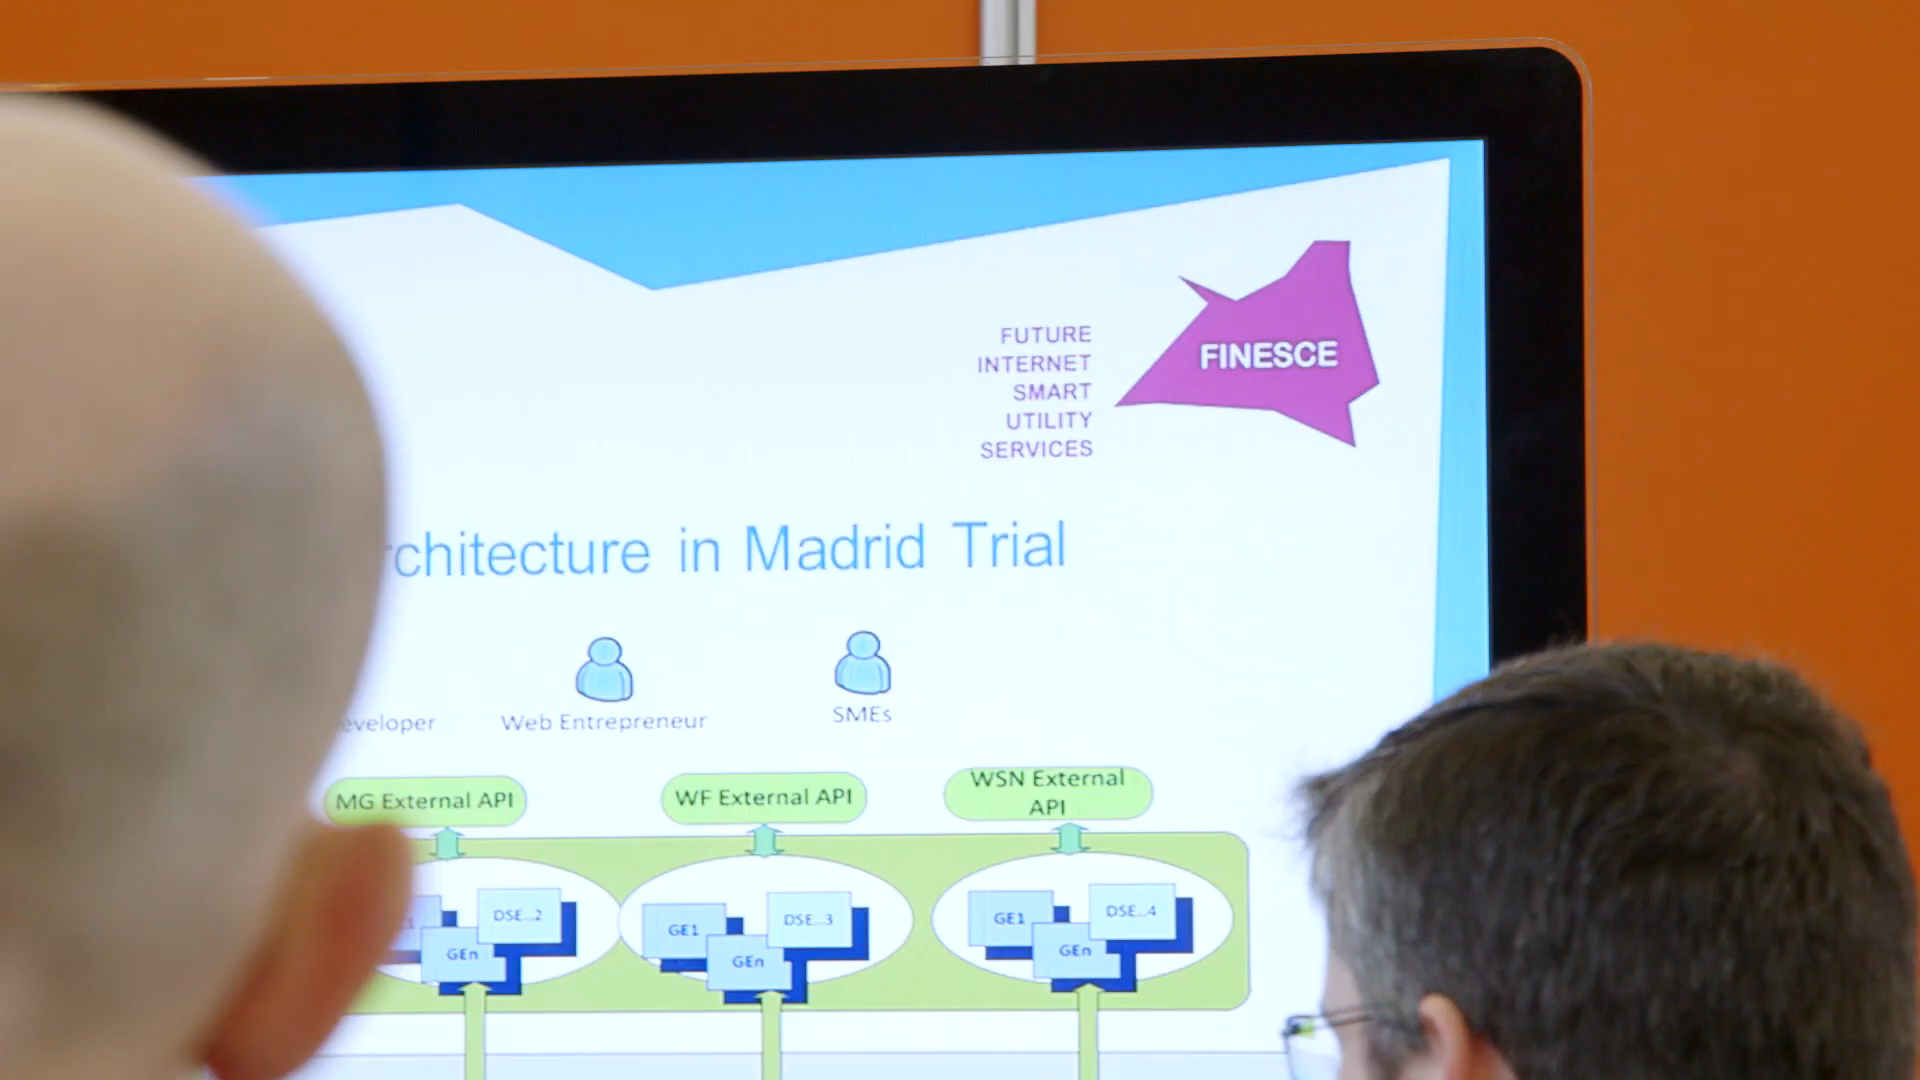 FUTURE
INTERNET
SMART
UTILITY
SERVICES
FINESCE
rchitecture in Madrid Trial
eveloper
Web Entrepreneur
SMEs
MG External API
WF External API
WSN External
API
DSE..2
GEn
GE1
DSE..3
GEn
GE1
DSE..4
GEn